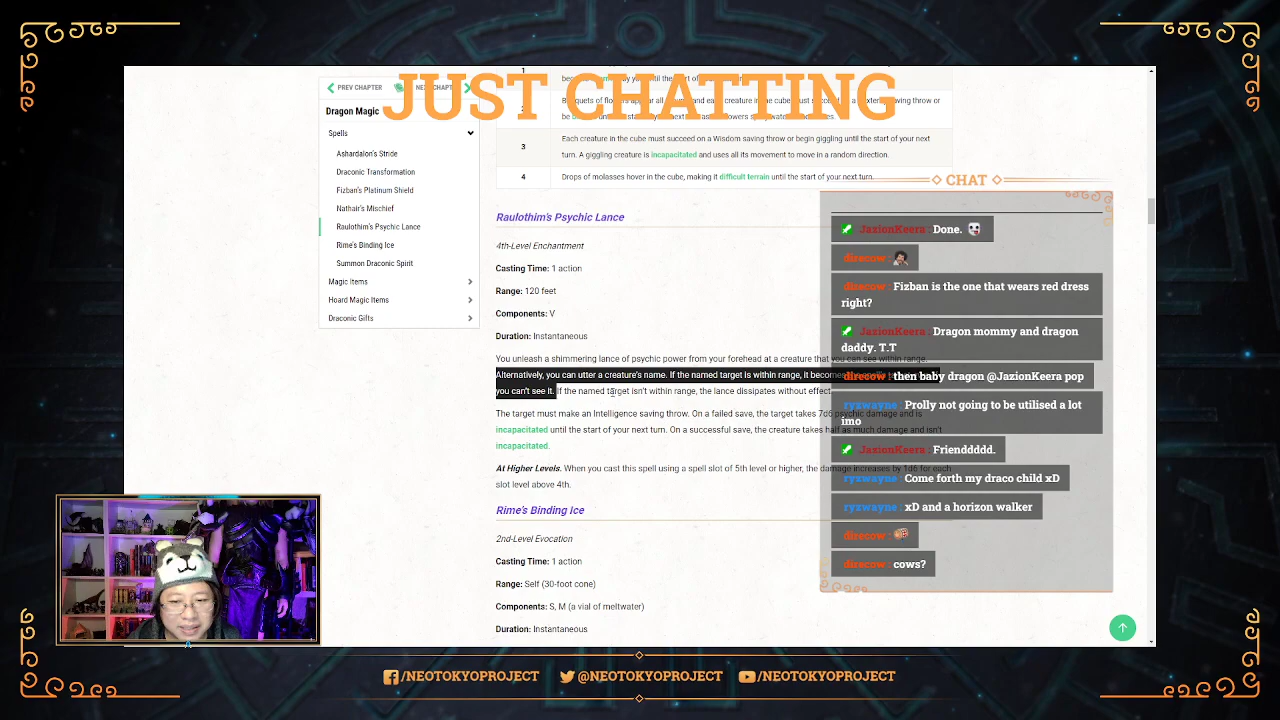 JUST CHATTING
PREV CHAPTER
Dragon Magic
Spells
Ashardalon's Stride
Draconic Transformation
Fizban's Platinum Shield
Nathair's Mischief
Raulothim's Psychic Lance
Rime's Binding Ice
Summon Draconic Spirit
Magic Items
Hoard Magic Items
Draconic Gifts
1
3
Each creature in the cube must succeed on a Wisdom saving throw or begin giggling until the start of your next
turn. A giggling creature is incapacitated and uses all its movement to move in a random direction.
4
Drops of molasses hover in the cube, making it difficult terrain until the start of your next turn.
Raulothim's Psychic Lance
4th-Level Enchantment
Casting Time: 1 action
Range: 120 feet
Components: V
Duration: Instantaneous
You unleash a shimmering lance of psychic power from your forehead at a creature that you can see within range.
Alternatively, you can utter a creature's name. If the named target is within range, it becomes
you can't see it. If the named target isn't within range, the lance dissipates without effect
The target must make an Intelligence saving throw. On a failed save, the target takes 7d6 psychic damage and is
incapacitated until the start of your next turn. On a successful save, the creature takes half as much damage and isn't
incapacitated.
At Higher Levels. When you cast this spell using a spell slot of 5th level or higher, the damage increases by 1d6 for each
slot level above 4th.
Rime's Binding Ice
2nd-Level Evocation
Casting Time: 1 action
Range: Self (30-foot cone)
Components: S, M (a vial of meltwater)
Duration: Instantaneous
CHAT
JazionKeera : Done.
direcow :
direcow : Fizban is the one that wears red dress
right?
JazionKeera : Dragon mommy and dragon
daddy. T.T
direcow : then baby dragon @JazionKeera pop
ryxwayne : Prolly not going to be utilised a lot
imo
JazionKeera : Frienddddd.
ryxwayne : Come forth my draco child xD
ryxwayne : xD and a horizon walker
direcow :
direcow : cows?
/NEOTOKYOPROJECT
@NEOTOKYOPROJECT
/NEOTOKYOPROJECT